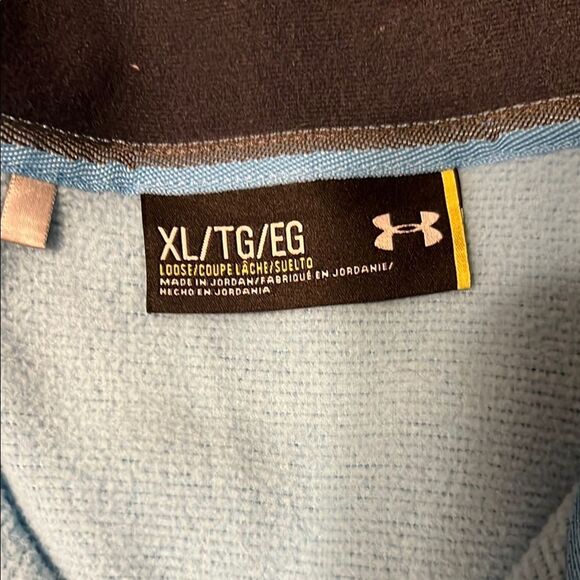 XL/TG/EG
LOOSE/COUPE LÂCHE/SUELTO
MADE IN JORDAN/FABRIQUÉ EN JORDANIE/
HECHO EN JORDANIA